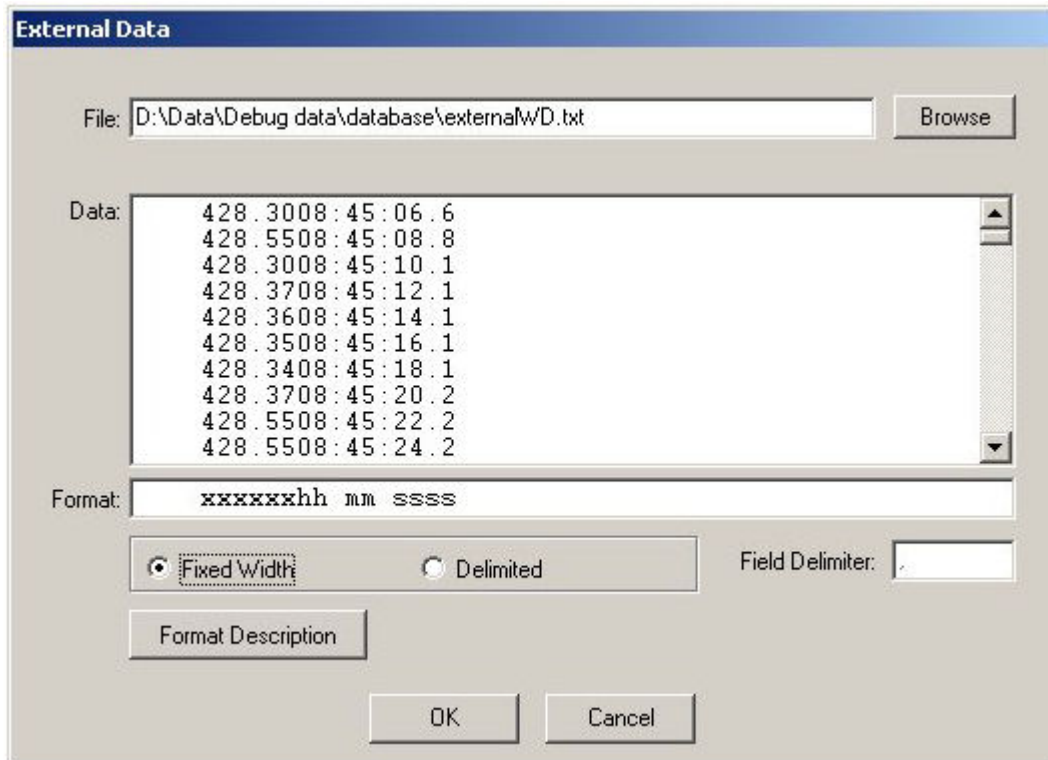 External Data
File: D:\Data\Debug data\database\externalWD.txt Browse
Data: 428.3008:45:06.6
428.5508:45:08.8
428.3008:45:10.1
428.3708:45:12.1
428.3608:45:14.1
428.3508:45:16.1
428.3408:45:18.1
428.3708:45:20.2
428.5508:45:22.2
428.5508:45:24.2
Format: xxxxxxhh mm ssss
Fixed Width Delimited Field Delimiter: ,
Format Description
OK Cancel